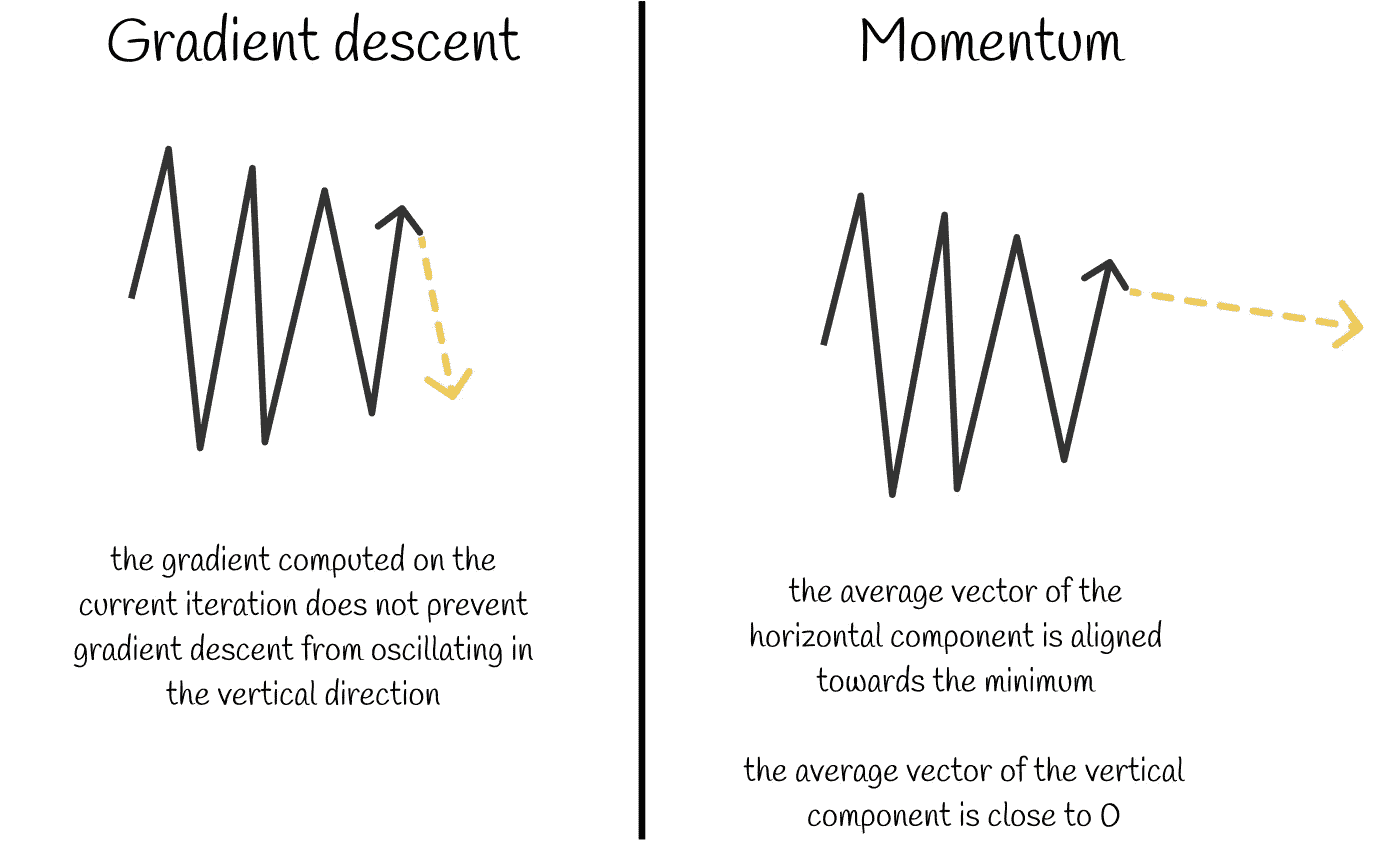 Gradient descent
the gradient computed on the
current iteration does not prevent
gradient descent from oscillating in
the vertical direction
Momentum
the average vector of the
horizontal component is aligned
towards the minimum
the average vector of the vertical
component is close to 0